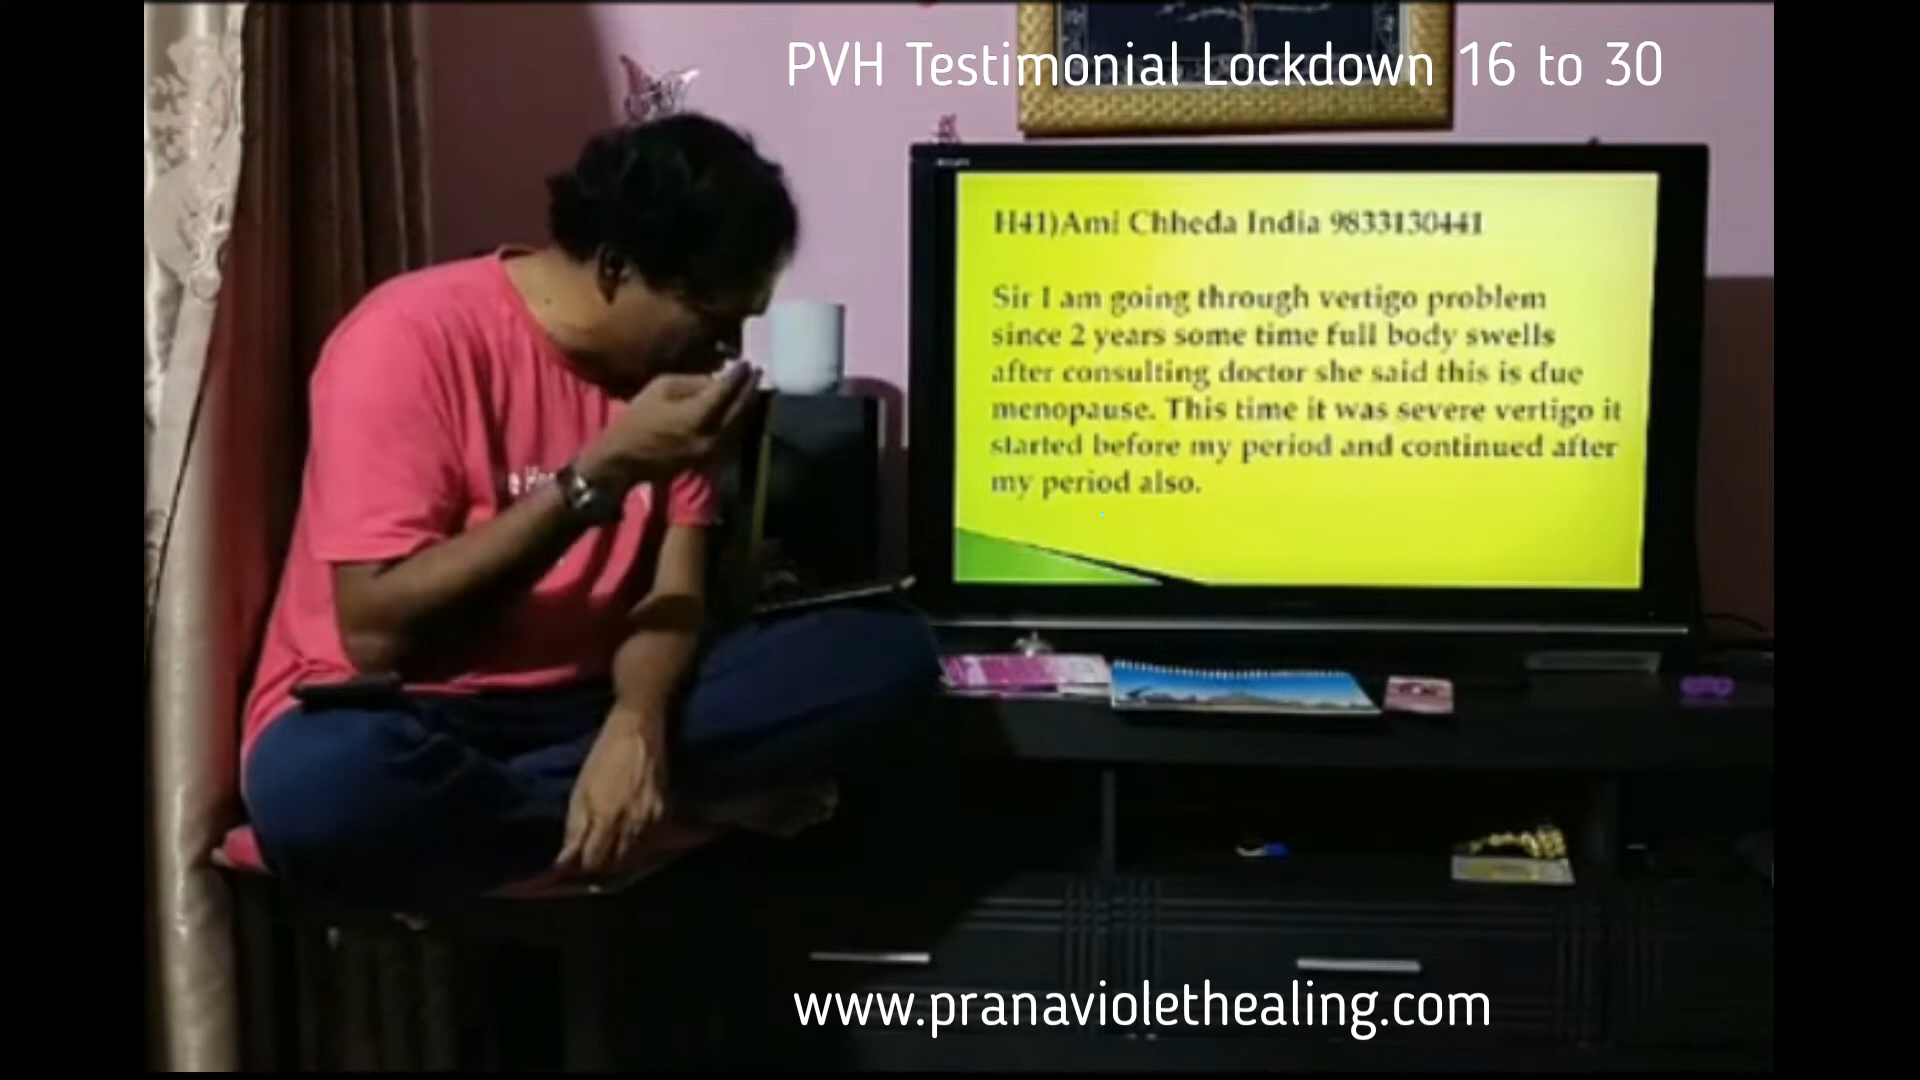 PVH Testimonial Lockdown 16 to 30
H41)Ami Chheda India 9833130441
Sir I am going through vertigo problem
since 2 years some time full body swells
after consulting doctor she said this is due
menopause. This time it was severe vertigo it
started before my period and continued after
my period also.
www.pranaviolethealing.com